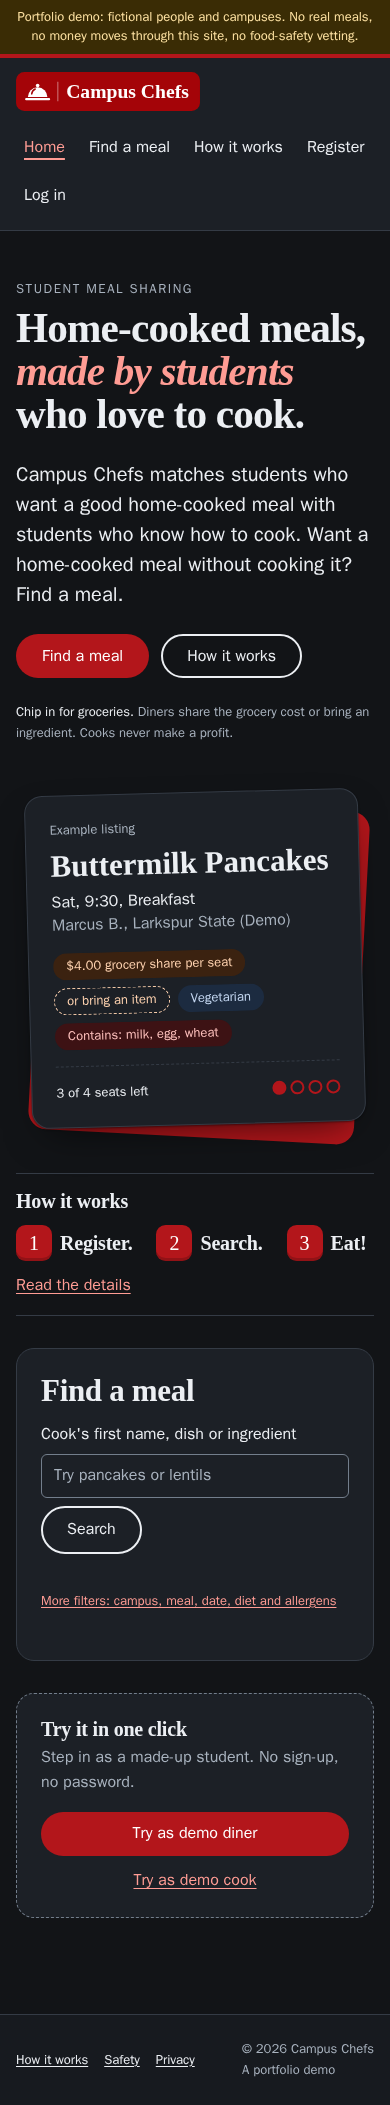 Portfolio demo: fictional people and campuses. No real meals,
no money moves through this site, no food-safety vetting.
Campus Chefs
Home Find a meal How it works Register
Log in
STUDENT MEAL SHARING
Home-cooked meals,
made by students
who love to cook.
Campus Chefs matches students who
want a good home-cooked meal with
students who know how to cook. Want a
home-cooked meal without cooking it?
Find a meal.
Find a meal How it works
Chip in for groceries. Diners share the grocery cost or bring an
ingredient. Cooks never make a profit.
Example listing
Buttermilk Pancakes
Sat, 9:30, Breakfast
Marcus B., Larkspur State (Demo)
$4.00 grocery share per seat
or bring an item Vegetarian
Contains: milk, egg, wheat
3 of 4 seats left
How it works
1 Register. 2 Search. 3 Eat!
Read the details
Find a meal
Cook's first name, dish or ingredient
Try pancakes or lentils
Search
More filters: campus, meal, date, diet and allergens
Try it in one click
Step in as a made-up student. No sign-up,
no password.
Try as demo diner
Try as demo cook
How it works Safety Privacy
© 2026 Campus Chefs
A portfolio demo